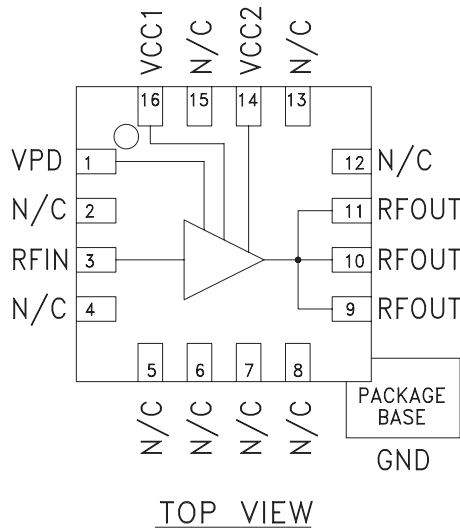 VCC1
N/C
VCC2
N/C
16
15
14
13
VPD 1
12 N/C
N/C 2
11 RFOUT
RFIN 3
10 RFOUT
N/C 4
9 RFOUT
5
6
7
8
N/C
N/C
N/C
N/C
PACKAGE
BASE
GND
TOP VIEW